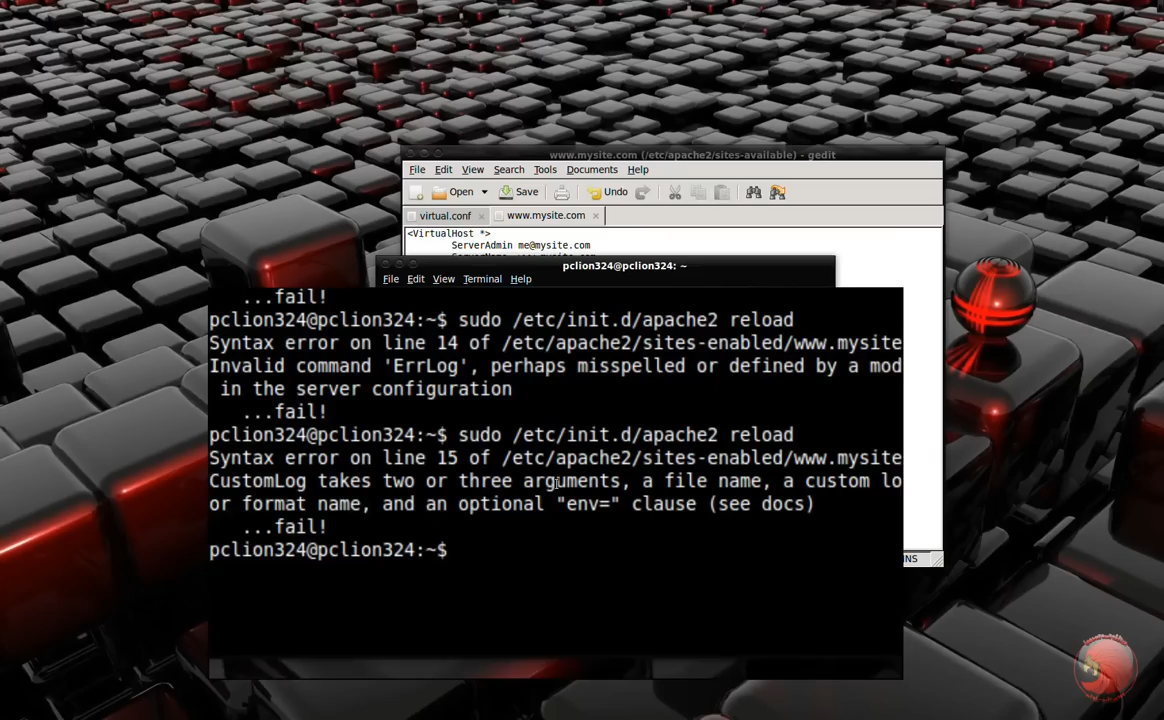 www.mysite.com (/etc/apache2/sites-available) - gedit
File Edit View Search Tools Documents Help
Open Save Undo
virtual.conf www.mysite.com
<VirtualHost *>
ServerAdmin me@mysite.com
pclion324@pclion324: ~
File Edit View Terminal Help
...fail!
pclion324@pclion324:~$ sudo /etc/init.d/apache2 reload
Syntax error on line 14 of /etc/apache2/sites-enabled/www.mysite
Invalid command 'ErrLog', perhaps misspelled or defined by a mod
in the server configuration
...fail!
pclion324@pclion324:~$ sudo /etc/init.d/apache2 reload
Syntax error on line 15 of /etc/apache2/sites-enabled/www.mysite
CustomLog takes two or three arguments, a file name, a custom lo
or format name, and an optional "env=" clause (see docs)
...fail!
pclion324@pclion324:~$
NS